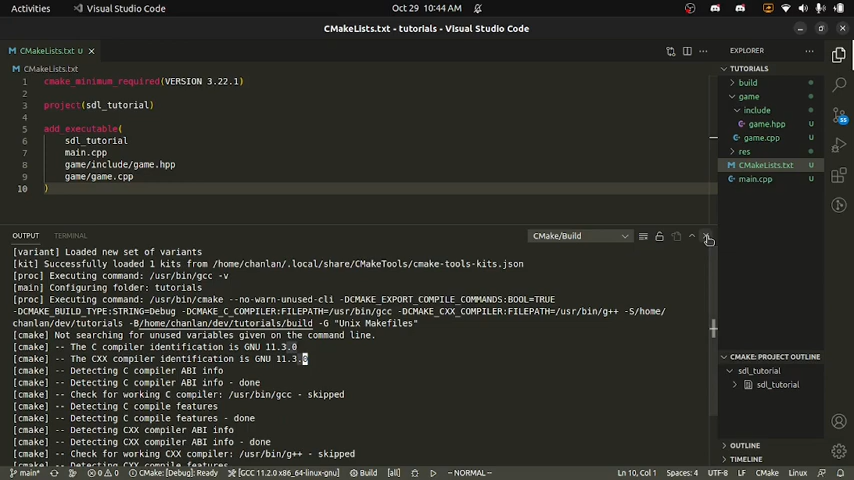 Activities Visual Studio Code Oct 29 10:44 AM
CMakeLists.txt - tutorials - Visual Studio Code
CMakeLists.txt U
EXPLORER
CMakeLists.txt
1 cmake_minimum_required(VERSION 3.22.1)
2
3 project(sdl_tutorial)
4
5 add_executable(
6 sdl_tutorial
7 main.cpp
8 game/include/game.hpp
9 game/game.cpp
10 )
TUTORIALS
build
game
include
game.hpp U
game.cpp U
res
CMakeLists.txt U
main.cpp U
55
OUTPUT TERMINAL CMake/Build
[variant] Loaded new set of variants
[kit] Successfully loaded 1 kits from /home/chanlan/.local/share/CMakeTools/cmake-tools-kits.json
[proc] Executing command: /usr/bin/gcc -v
[main] Configuring folder: tutorials
[proc] Executing command: /usr/bin/cmake --no-warn-unused-cli -DCMAKE_EXPORT_COMPILE_COMMANDS:BOOL=TRUE
-DCMAKE_BUILD_TYPE:STRING=Debug -DCMAKE_C_COMPILER:FILEPATH=/usr/bin/gcc -DCMAKE_CXX_COMPILER:FILEPATH=/usr/bin/g++ -S/home/
chanlan/dev/tutorials -B/home/chanlan/dev/tutorials/build -G "Unix Makefiles"
[cmake] Not searching for unused variables given on the command line.
[cmake] -- The C compiler identification is GNU 11.3.0
[cmake] -- The CXX compiler identification is GNU 11.3.0
[cmake] -- Detecting C compiler ABI info
[cmake] -- Detecting C compiler ABI info - done
[cmake] -- Check for working C compiler: /usr/bin/gcc - skipped
[cmake] -- Detecting C compile features
[cmake] -- Detecting C compile features - done
[cmake] -- Detecting CXX compiler ABI info
[cmake] -- Detecting CXX compiler ABI info - done
[cmake] -- Check for working CXX compiler: /usr/bin/g++ - skipped
[cmake] -- Detecting CXX compile features
CMAKE: PROJECT OUTLINE
sdl_tutorial
sdl_tutorial
OUTLINE
TIMELINE
main* 0 0 CMake: [Debug]: Ready [GCC 11.2.0 x86_64-linux-gnu] Build [all] -- NORMAL -- Ln 10, Col 1 Spaces: 4 UTF-8 LF CMake Linux